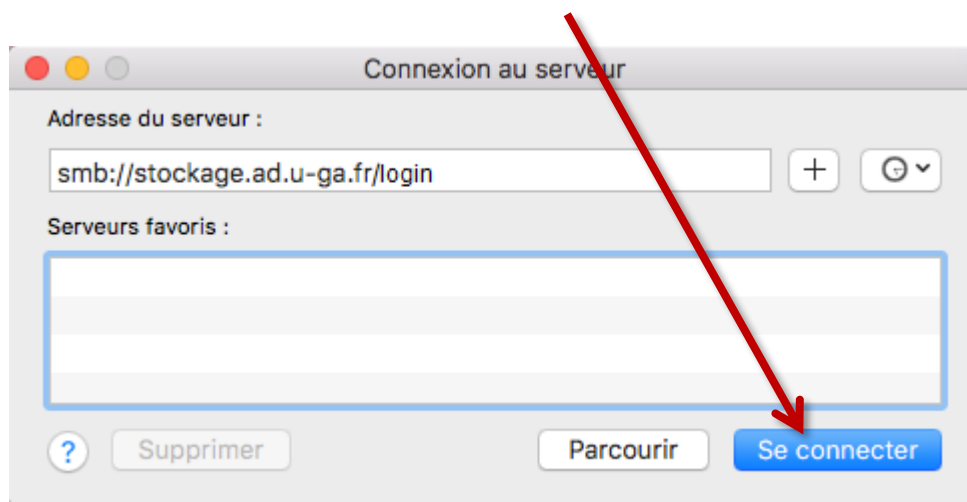 Connexion au serveur
Adresse du serveur :
smb://stockage.ad.u-ga.fr/login
+
Serveurs favoris :
? Supprimer Parcourir Se connecter